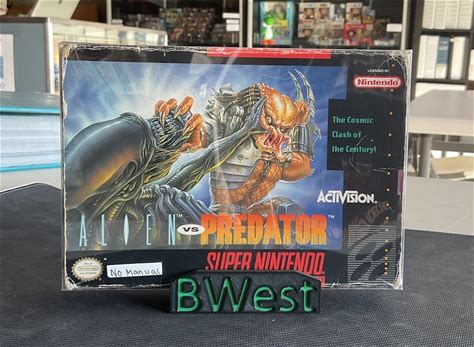 LICENSED BY
Nintendo
The Cosmic
Clash of
the Century!
ACTIVISION
ALIEN VS PREDATOR
SUPER NINTENDO
No Manual
BWest